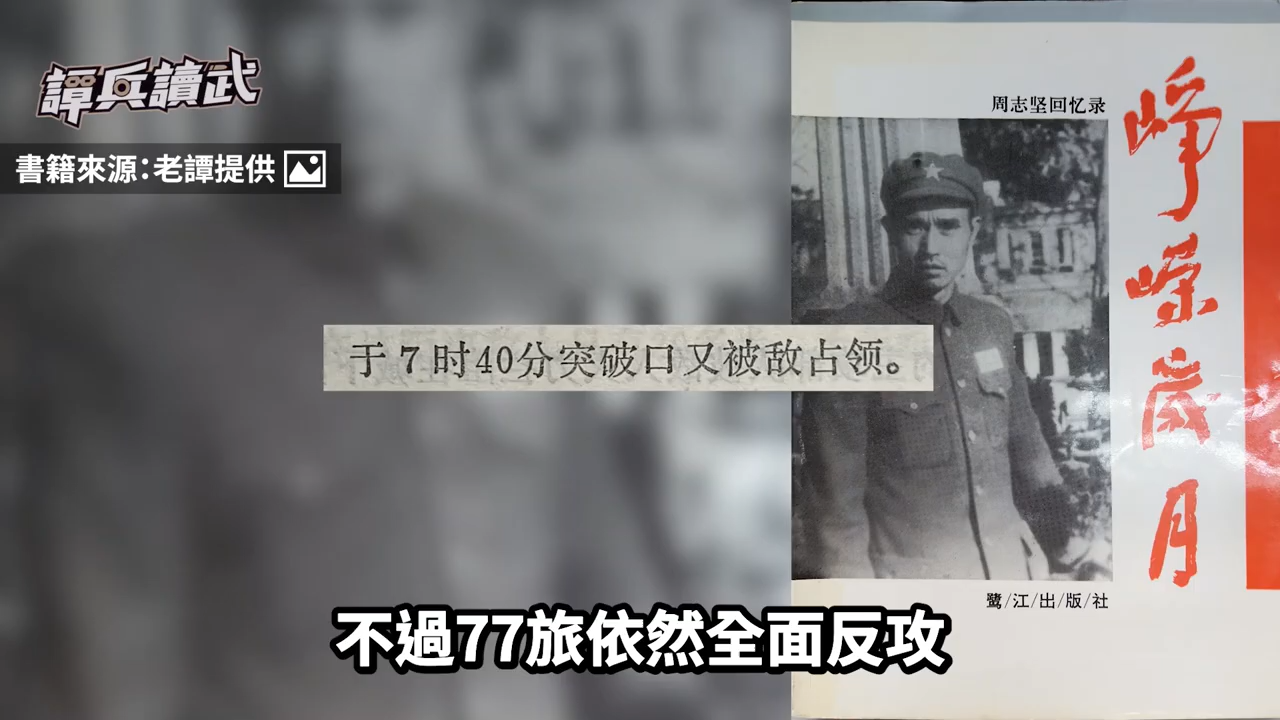 譚兵讀武
書籍來源：老譚提供
周志坚回忆录
峥嵘岁月
于7时40分突破口又被敌占领。
鹭/江/出/版/社
不過77旅依然全面反攻